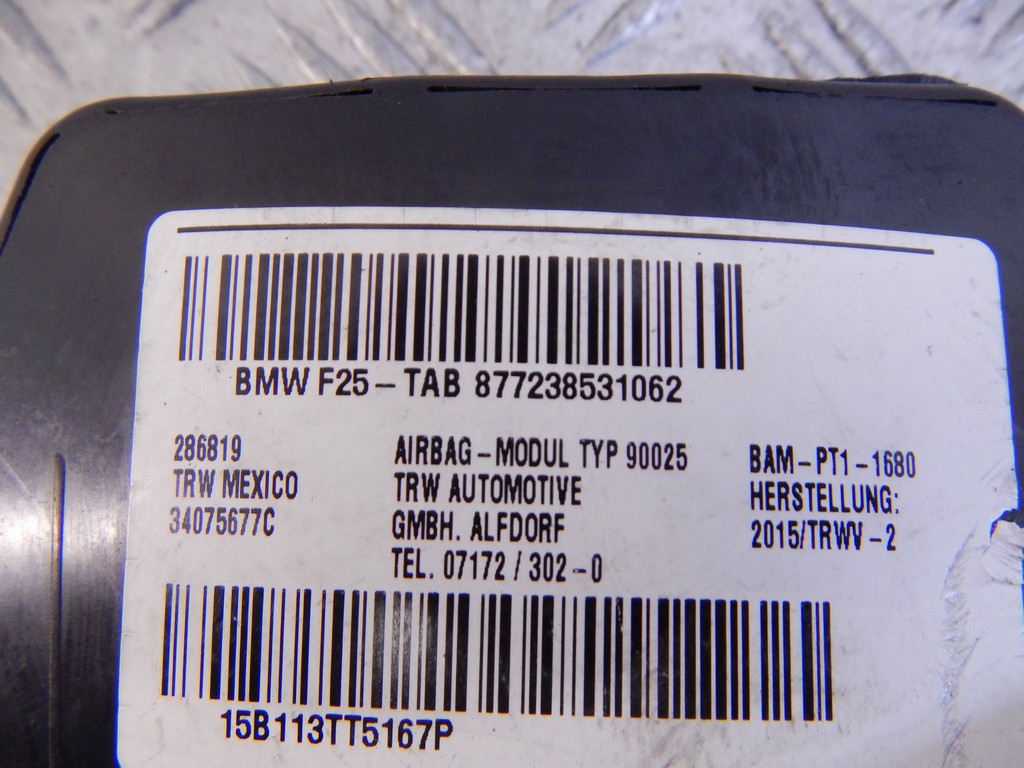 BMW F25-TAB 877238531062
286819
TRW MEXICO
34075677C
AIRBAG-MODUL TYP 90025
TRW AUTOMOTIVE
GMBH. ALFDORF
TEL. 07172 / 302-0
BAM-PT1-1680
HERSTELLUNG:
2015/TRWV-2
15B113TT5167P